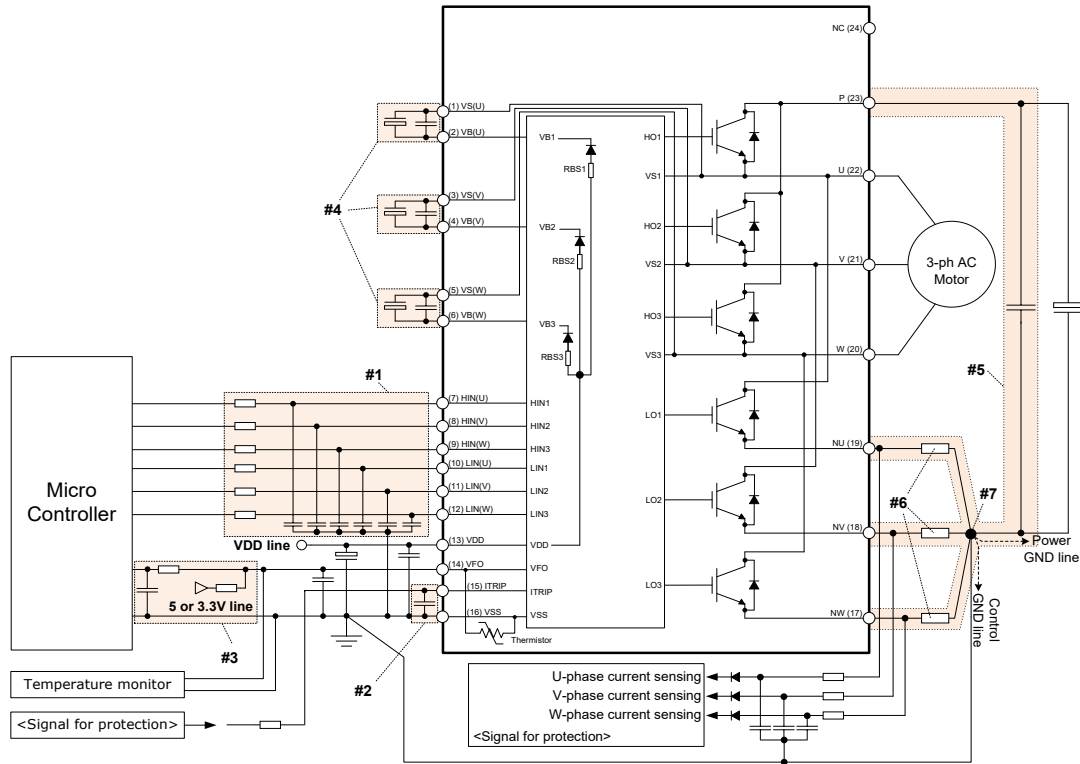 NC (24)
P (23)
U (22)
V (21)
W (20)
NU (19)
NV (18)
NW (17)
(1) VS(U)
(2) VB(U)
(3) VS(V)
(4) VB(V)
(5) VS(W)
(6) VB(W)
(7) HIN(U)
(8) HIN(V)
(9) HIN(W)
(10) LIN(U)
(11) LIN(V)
(12) LIN(W)
(13) VDD
(14) VFO
(15) ITRIP
(16) VSS
Thermistor
VB1
RBS1
VB2
RBS2
VB3
RBS3
HIN1
HIN2
HIN3
LIN1
LIN2
LIN3
VDD
VFO
ITRIP
VSS
HO1
VS1
HO2
VS2
HO3
VS3
LO1
LO2
LO3
3-ph AC
Motor
#4
#1
#5
#6
#7
Power
GND line
Control
GND line
Micro
Controller
VDD line
5 or 3.3V line
#3
#2
Temperature monitor
<Signal for protection>
U-phase current sensing
V-phase current sensing
W-phase current sensing
<Signal for protection>